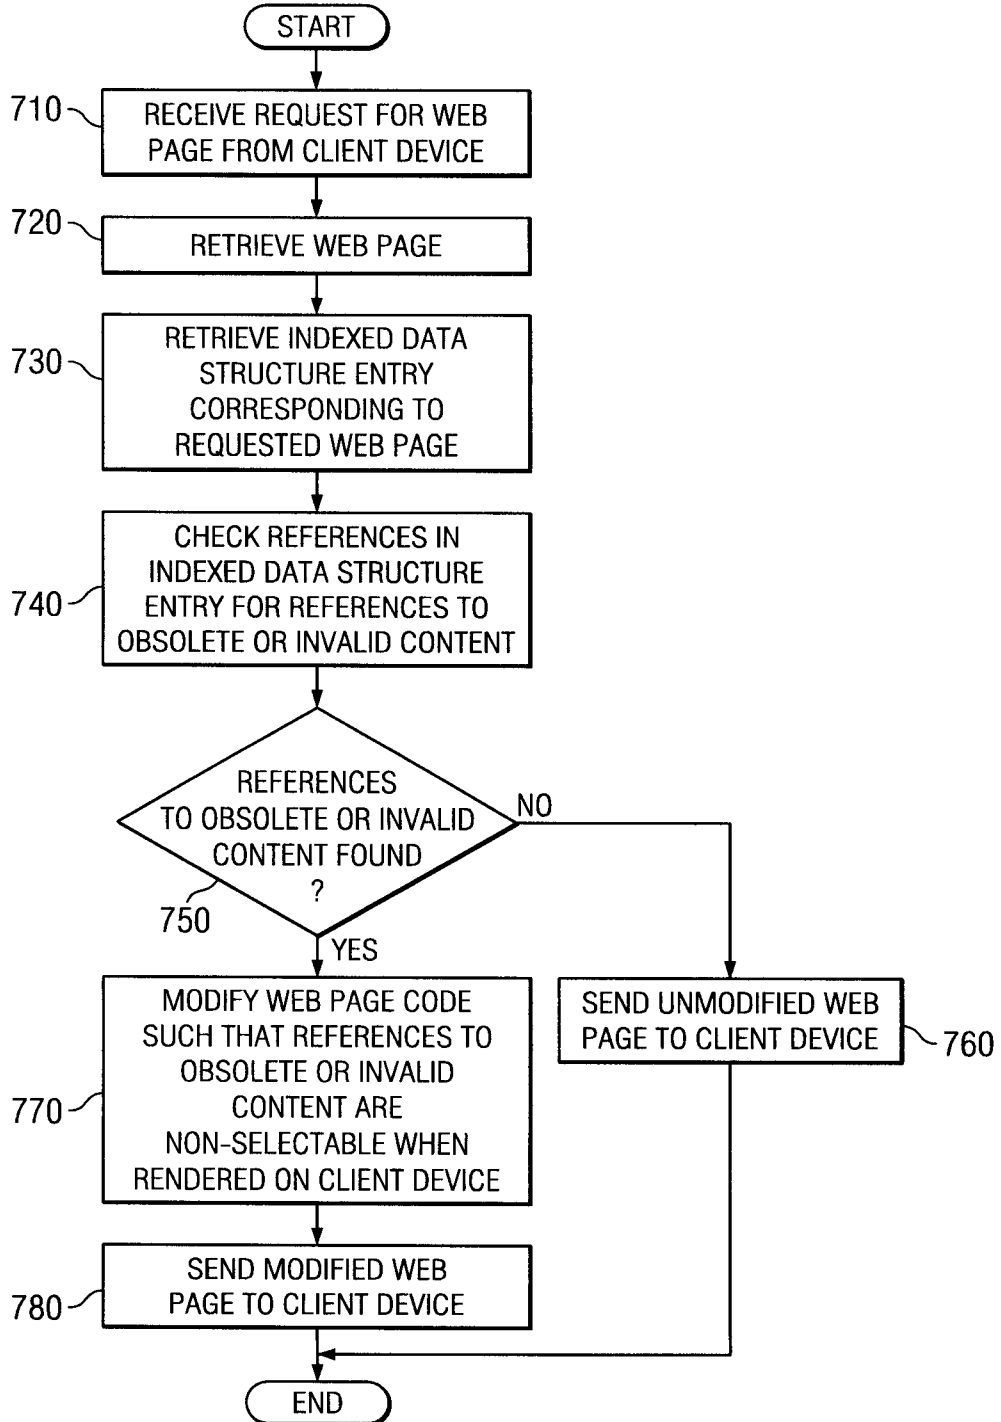 START
710
RECEIVE REQUEST FOR WEB
PAGE FROM CLIENT DEVICE
720
RETRIEVE WEB PAGE
730
RETRIEVE INDEXED DATA
STRUCTURE ENTRY
CORRESPONDING TO
REQUESTED WEB PAGE
740
CHECK REFERENCES IN
INDEXED DATA STRUCTURE
ENTRY FOR REFERENCES TO
OBSOLETE OR INVALID CONTENT
REFERENCES
TO OBSOLETE OR INVALID
CONTENT FOUND
?
750
NO
YES
SEND UNMODIFIED WEB
PAGE TO CLIENT DEVICE
760
770
MODIFY WEB PAGE CODE
SUCH THAT REFERENCES TO
OBSOLETE OR INVALID
CONTENT ARE
NON-SELECTABLE WHEN
RENDERED ON CLIENT DEVICE
780
SEND MODIFIED WEB
PAGE TO CLIENT DEVICE
END